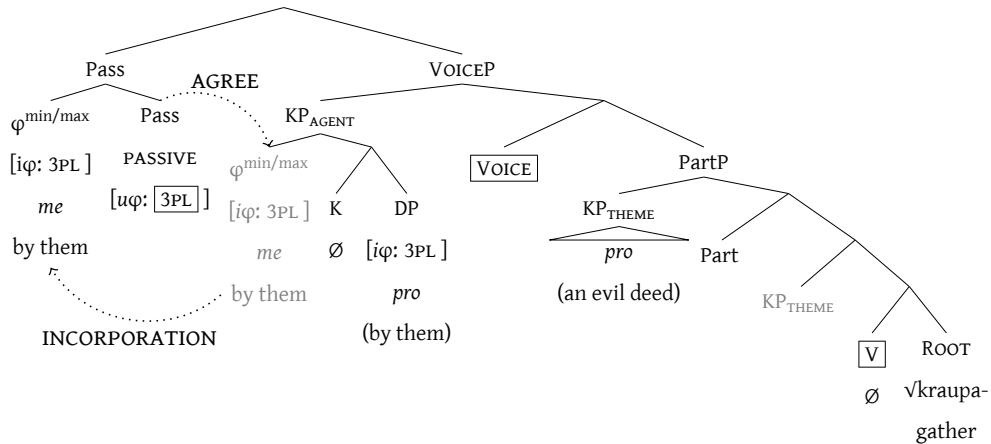 Pass VOICEP
AGREE
φmin/max Pass KPAGENT
[iφ: 3PL ] PASSIVE φmin/max VOICE PartP
me [uφ: 3PL ] [iφ: 3PL ] K DP KPTHEME
by them me Ø [iφ: 3PL ] pro Part
by them pro (an evil deed) KPTHEME
INCORPORATION (by them)
V ROOT
Ø √kraupa-
gather